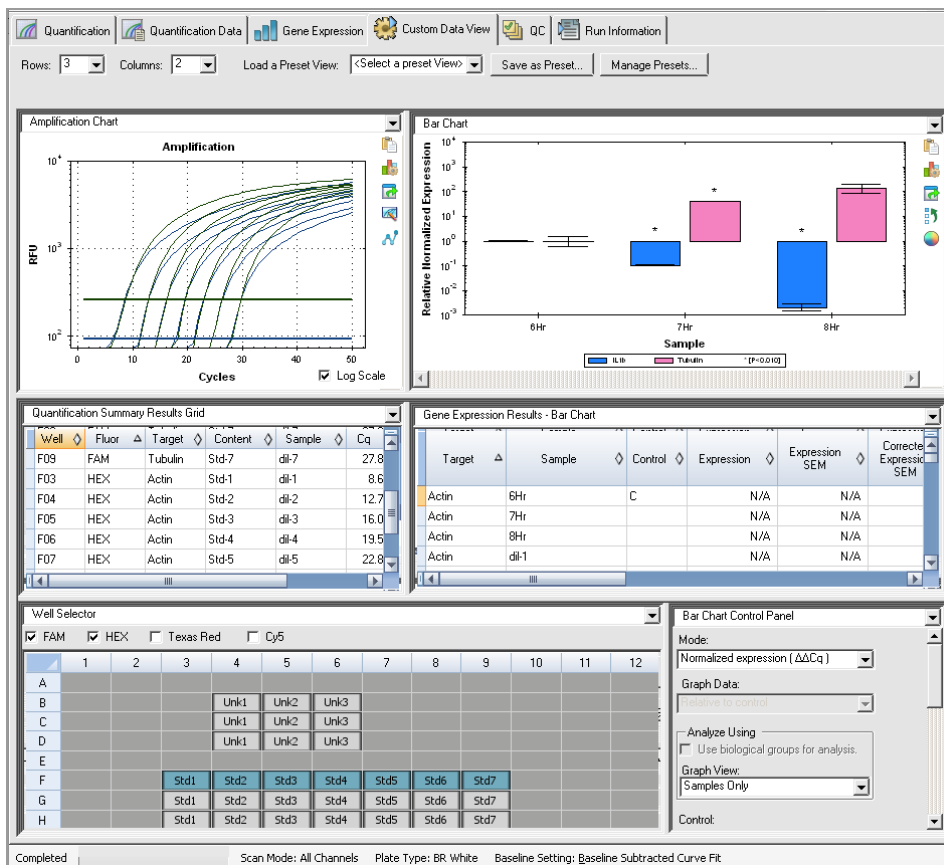 Quantification Quantification Data Gene Expression Custom Data View QC Run Information
Rows: 3 Columns: 2 Load a Preset View: <Select a preset View> Save as Preset... Manage Presets...
Amplification Chart
Amplification
10⁴
10³
10²
RFU
0 10 20 30 40 50
Cycles
Log Scale
Bar Chart
10⁴
10³
10²
10¹
10⁰
10⁻¹
10⁻²
10⁻³
Relative Normalized Expression
* *
* *
6Hr 7Hr 8Hr
Sample
IL1b Tubulin * [P<0.010]
Quantification Summary Results Grid
Well Fluor Target Content Sample Cq
F09 FAM Tubulin Std-7 dil-7 27.8
F03 HEX Actin Std-1 dil-1 8.6
F04 HEX Actin Std-2 dil-2 12.7
F05 HEX Actin Std-3 dil-3 16.0
F06 HEX Actin Std-4 dil-4 19.5
F07 HEX Actin Std-5 dil-5 22.8
Gene Expression Results - Bar Chart
Target Sample Control Expression Expression SEM Correcte Expressio SEM
Actin 6Hr C N/A N/A
Actin 7Hr N/A N/A
Actin 8Hr N/A N/A
Actin dil-1 N/A N/A
Well Selector
FAM HEX Texas Red Cy5
1 2 3 4 5 6 7 8 9 10 11 12
A
B Unk1 Unk2 Unk3
C Unk1 Unk2 Unk3
D Unk1 Unk2 Unk3
E
F Std1 Std2 Std3 Std4 Std5 Std6 Std7
G Std1 Std2 Std3 Std4 Std5 Std6 Std7
H Std1 Std2 Std3 Std4 Std5 Std6 Std7
Bar Chart Control Panel
Mode:
Normalized expression ( ΔΔCq )
Graph Data:
Relative to control
Analyze Using
Use biological groups for analysis.
Graph View:
Samples Only
Control:
Completed Scan Mode: All Channels Plate Type: BR White Baseline Setting: Baseline Subtracted Curve Fit